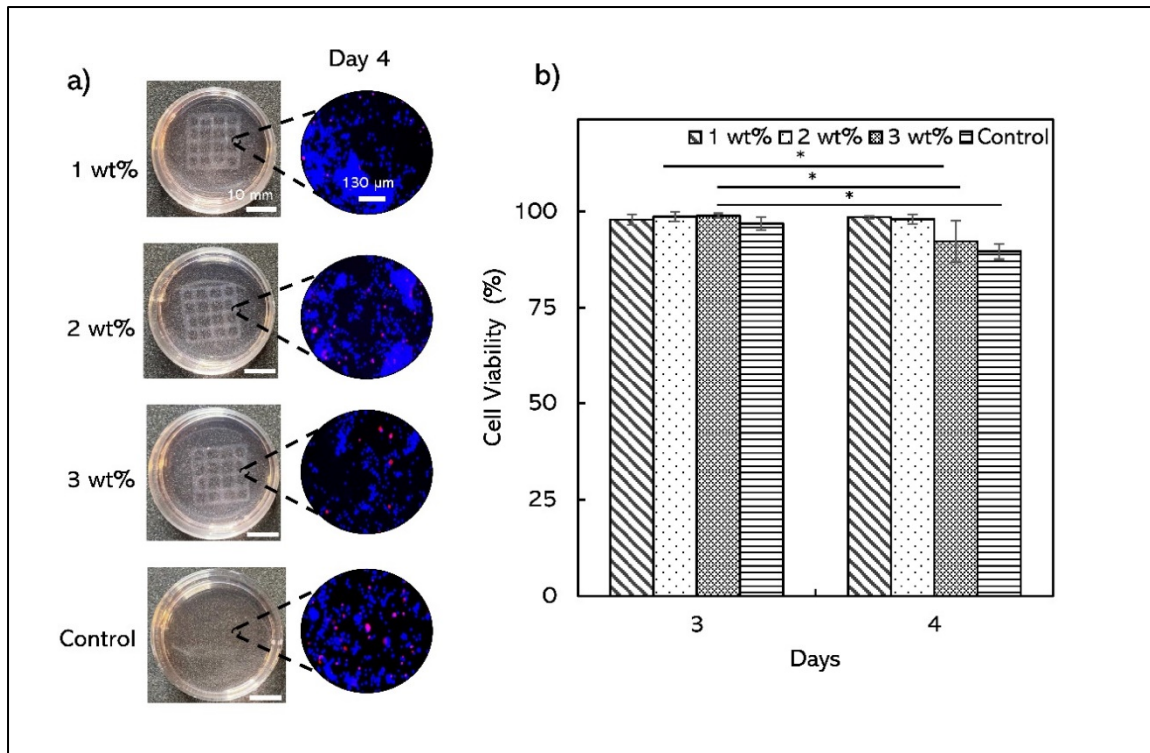 a)
Day 4
1 wt%
10 mm
130 µm
2 wt%
3 wt%
Control
b)
1 wt% 2 wt% 3 wt% Control
*
*
*
100
75
50
25
0
Cell Viability (%)
3 4
Days